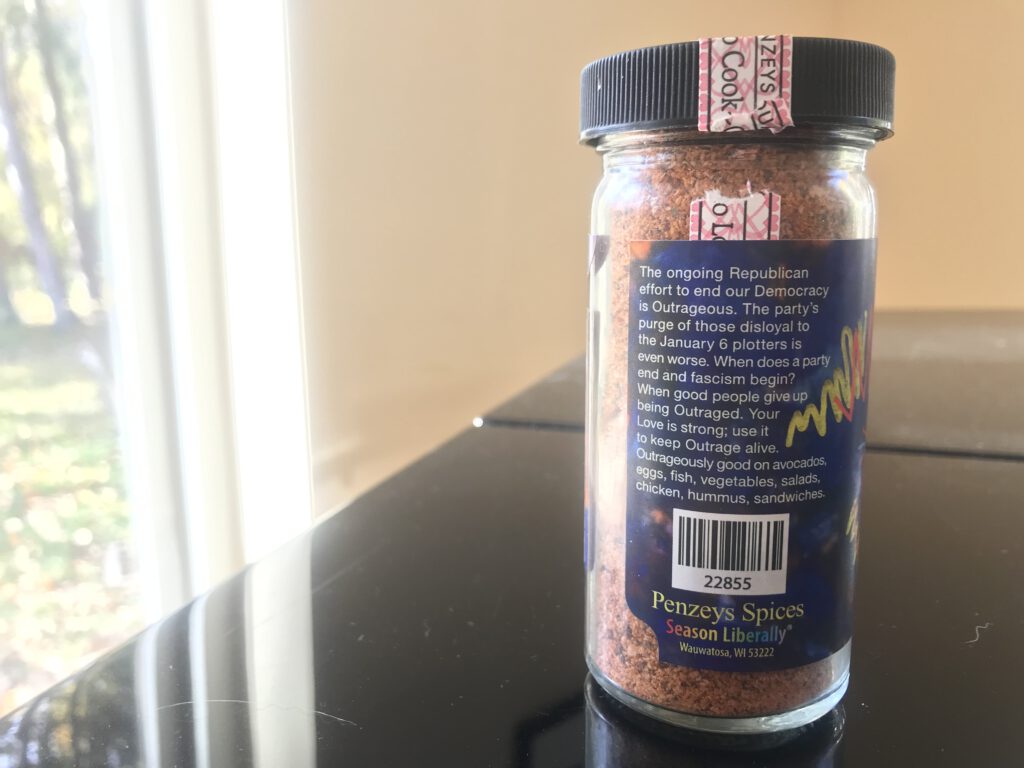 NZEYS
o Cook
o Lo
The ongoing Republican
effort to end our Democracy
is Outrageous. The party's
purge of those disloyal to
the January 6 plotters is
even worse. When does a party
end and fascism begin?
When good people give up
being Outraged. Your
Love is strong; use it
to keep Outrage alive.
Outrageously good on avocados,
eggs, fish, vegetables, salads,
chicken, hummus, sandwiches.
22855
Penzeys Spices
Season Liberally®
Wauwatosa, WI 53222